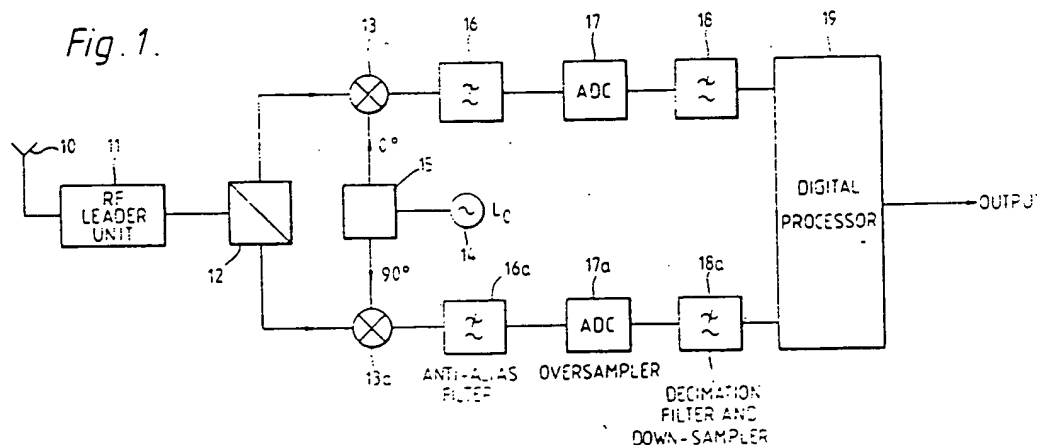 Fig. 1.
10
11
RF
LEADER
UNIT
12
13
0°
15
Lo
14
90°
13a
16
17
ADC
18
19
DIGITAL
PROCESSOR
OUTPUT
16a
ANTI-ALIAS
FILTER
17a
ADC
OVERSAMPLER
18a
DECIMATION
FILTER AND
DOWN-SAMPLER